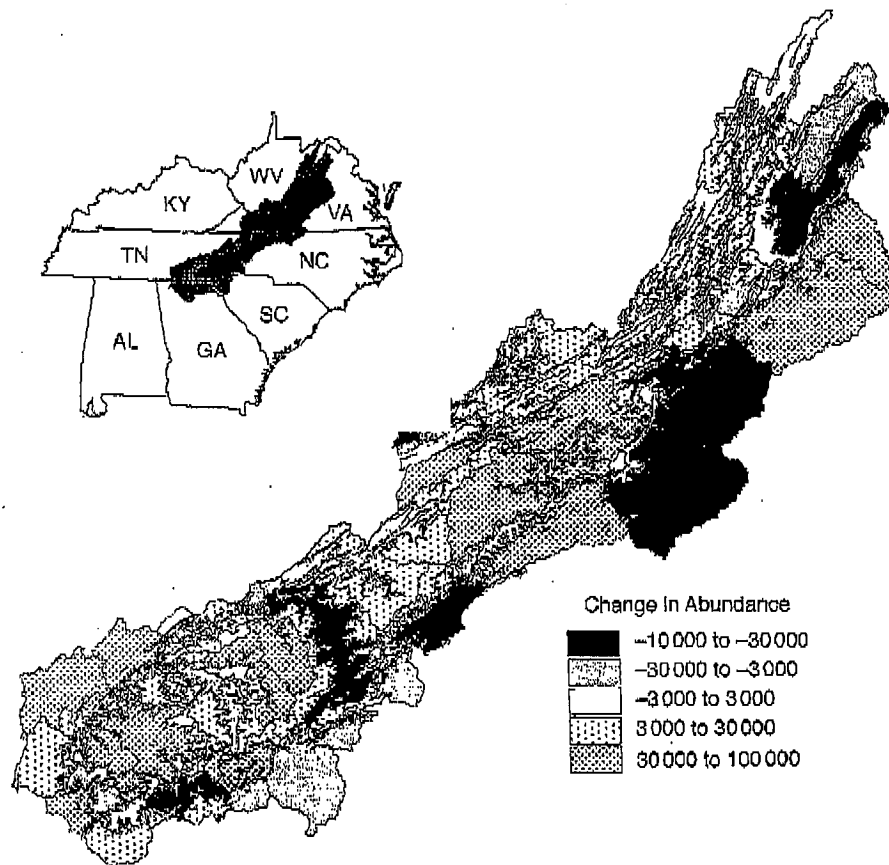 WV
KY
VA
TN
NC
SC
AL
GA
Change in Abundance
−10 000 to −30 000
−30 000 to −3 000
−3 000 to 3 000
3 000 to 30 000
30 000 to 100 000